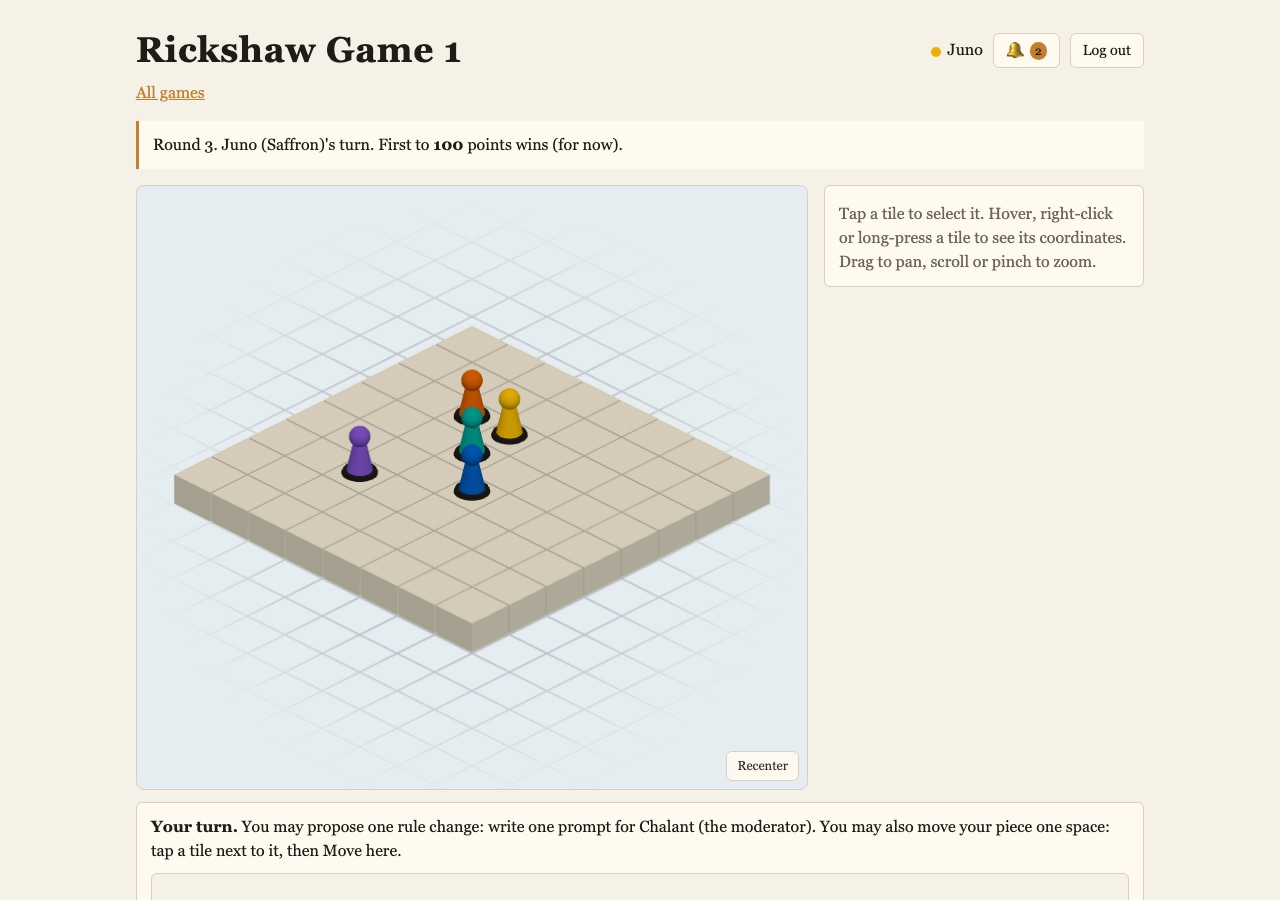 Rickshaw Game 1
Juno
2
Log out
All games
Round 3. Juno (Saffron)'s turn. First to 100 points wins (for now).
Tap a tile to select it. Hover, right-click
or long-press a tile to see its coordinates.
Drag to pan, scroll or pinch to zoom.
Recenter
Your turn. You may propose one rule change: write one prompt for Chalant (the moderator). You may also move your piece one space:
tap a tile next to it, then Move here.